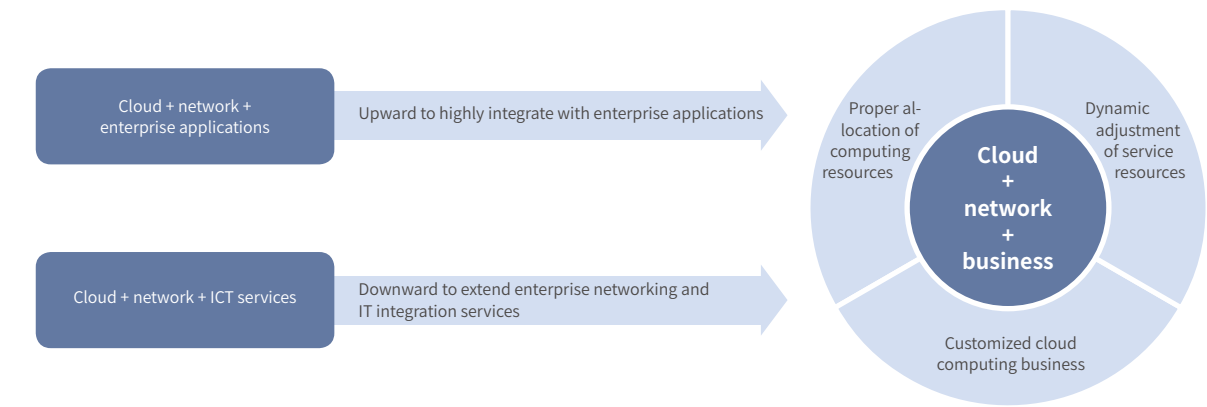 Cloud + network +
enterprise applications
Upward to highly integrate with enterprise applications
Cloud + network + ICT services
Downward to extend enterprise networking and
IT integration services
Proper al-
location of
computing
resources
Dynamic
adjustment
of service
resources
Cloud
+
network
+
business
Customized cloud
computing business